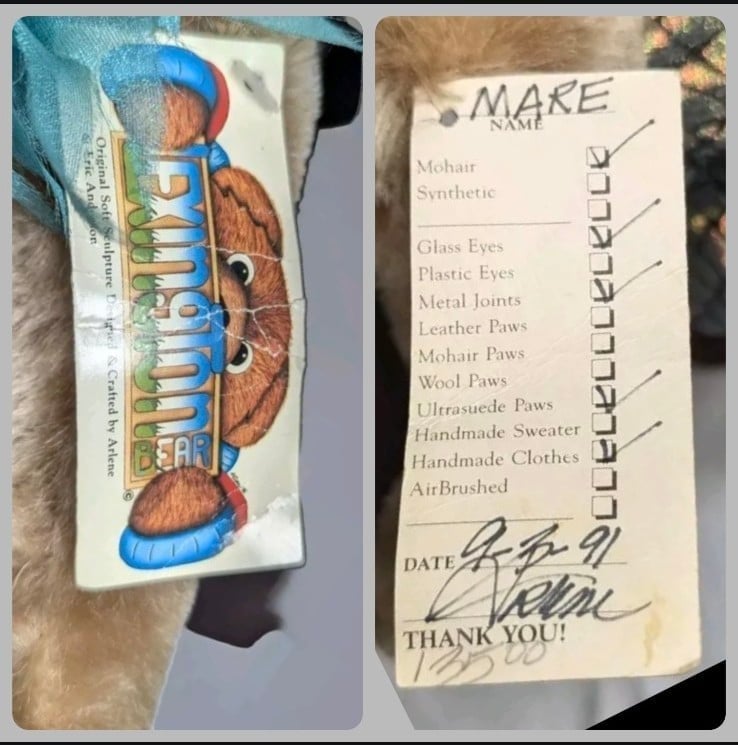 EXingTon
BEAR
©
Original Soft Sculpture Designed & Crafted by Arlene
& Eric
MARE
NAME
Mohair
Synthetic
Glass Eyes
Plastic Eyes
Metal Joints
Leather Paws
Mohair Paws
Wool Paws
Ultrasuede Paws
Handmade Sweater
Handmade Clothes
AirBrushed
DATE 91
Arlene
THANK YOU!
135 00